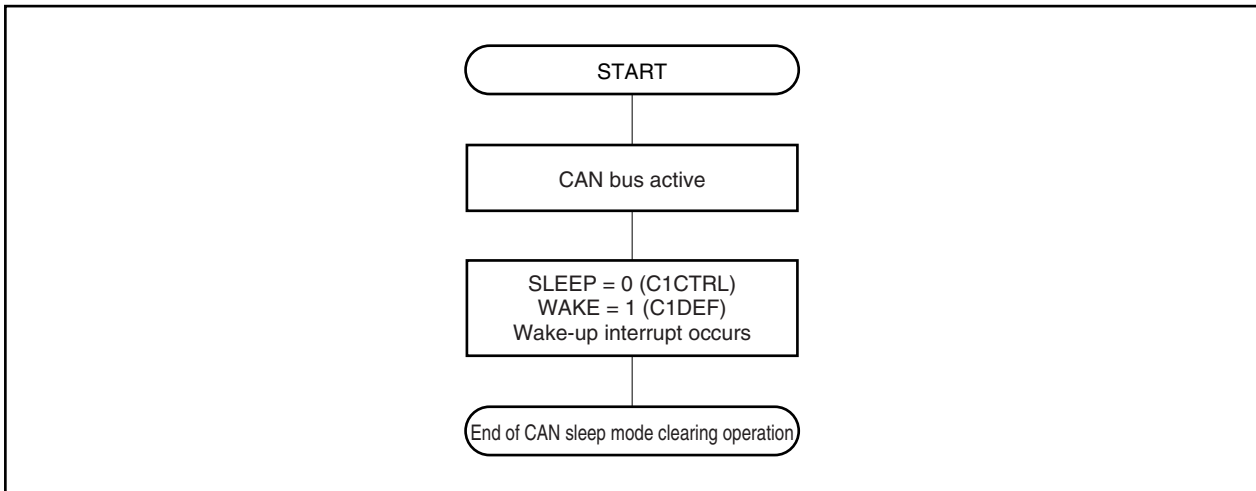 START
CAN bus active
SLEEP = 0 (C1CTRL)
WAKE = 1 (C1DEF)
Wake-up interrupt occurs
End of CAN sleep mode clearing operation